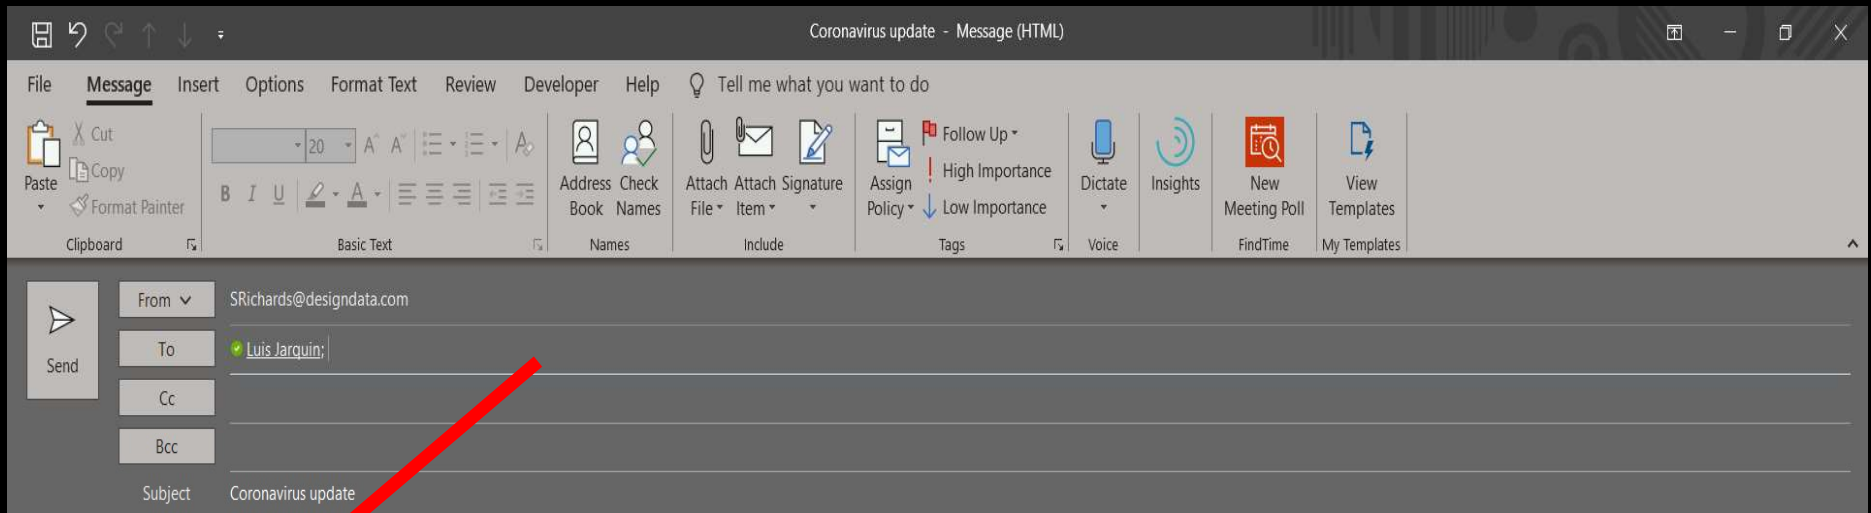 Coronavirus update - Message (HTML)
File Message Insert Options Format Text Review Developer Help Tell me what you want to do
Paste Cut Copy Format Painter
Clipboard
20
B I U A
Basic Text
Address Book Check Names
Names
Attach File Attach Item Signature
Include
Assign Policy Follow Up High Importance Low Importance
Tags
Dictate
Voice
Insights
New Meeting Poll
FindTime
View Templates
My Templates
Send
From SRichards@designdata.com
To Luis Jarquin;
Cc
Bcc
Subject Coronavirus update